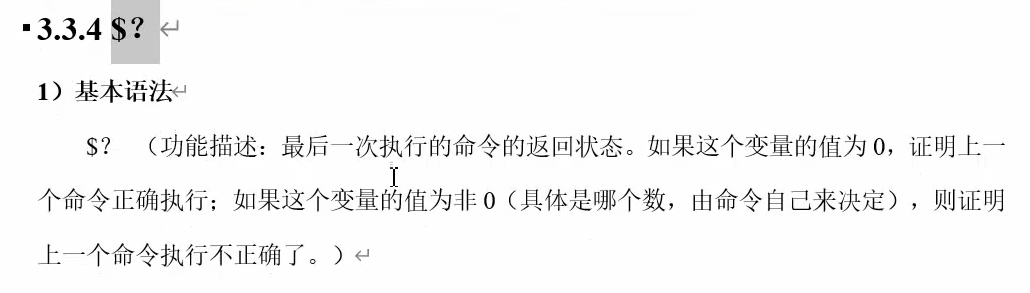 3.3.4 $?
1）基本语法
$? （功能描述：最后一次执行的命令的返回状态。如果这个变量的值为 0，证明上一
个命令正确执行；如果这个变量的值为非 0（具体是哪个数，由命令自己来决定），则证明
上一个命令执行不正确了。）